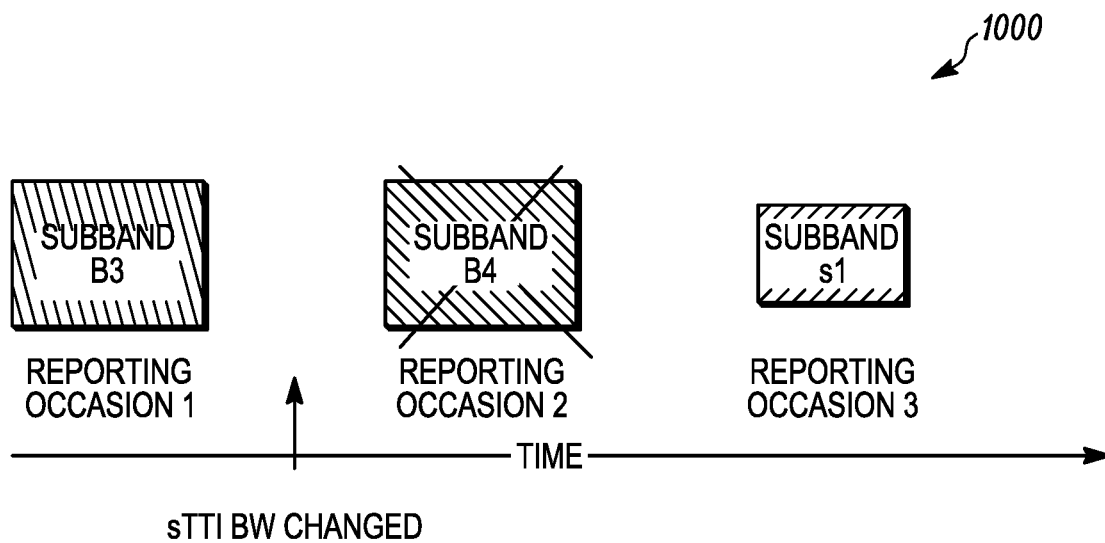 1000
SUBBAND
B3
SUBBAND
B4
SUBBAND
s1
REPORTING
OCCASION 1
REPORTING
OCCASION 2
REPORTING
OCCASION 3
TIME
sTTI BW CHANGED